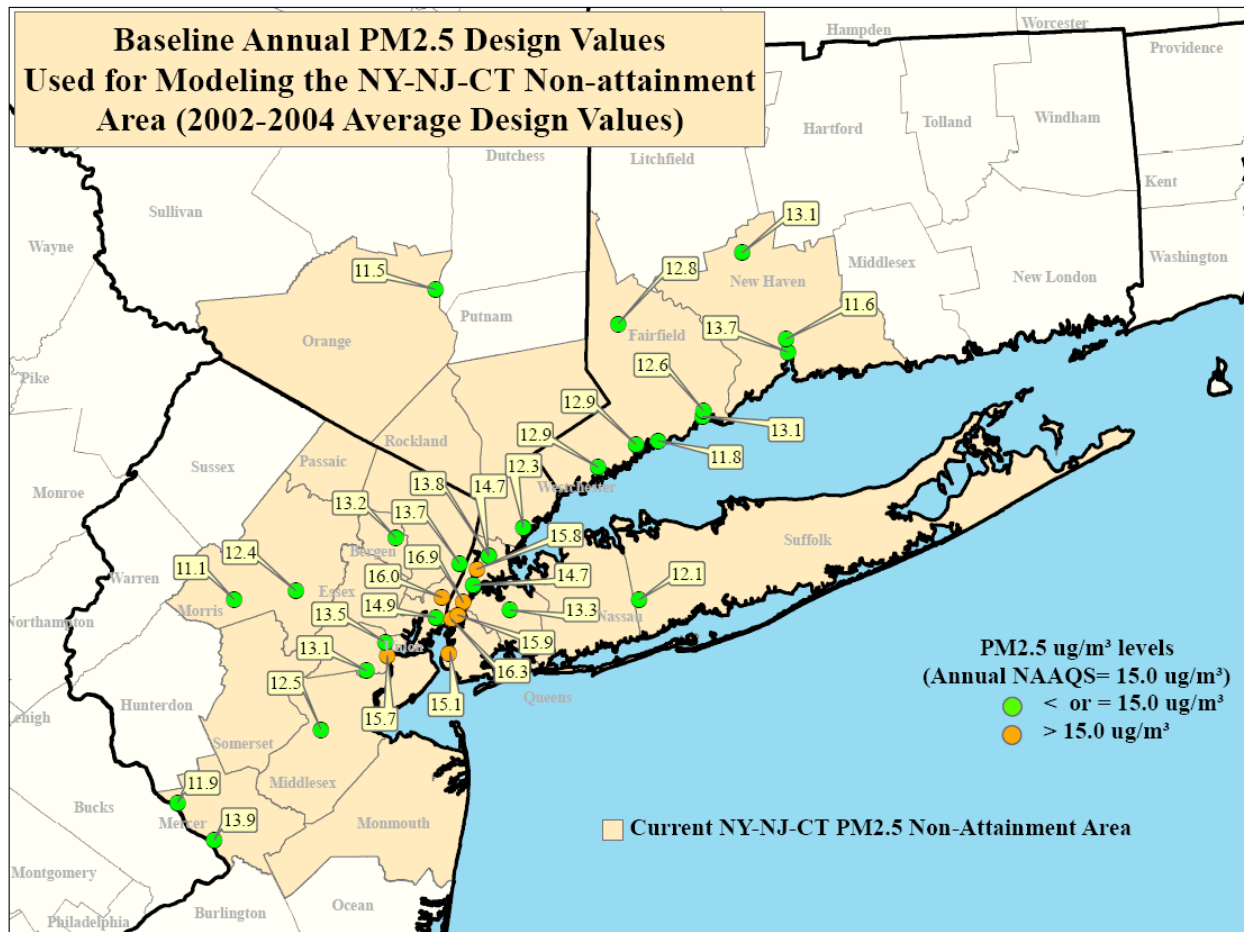 Baseline Annual PM2.5 Design Values
Used for Modeling the NY-NJ-CT Non-attainment
Area (2002-2004 Average Design Values)
Hampden
Worcester
Providence
Hartford
Tolland
Windham
Dutchess
Litchfield
Kent
Sullivan
Wayne
13.1
Middlesex
Washington
11.5
12.8
New Haven
New London
Putnam
11.6
Orange
Fairfield
13.7
Pike
12.6
12.9
Rockland
13.1
12.9
11.8
Passaic
Sussex
12.3
Westchester
Monroe
13.8
14.7
13.2
13.7
15.8
Suffolk
12.4
Bergen
16.9
Warren
11.1
16.0
14.7
12.1
Essex
Morris
14.9
13.3
Nassau
Northampton
13.5
15.9
Union
13.1
16.3
PM2.5 ug/m³ levels
(Annual NAAQS= 15.0 ug/m³)
12.5
< or = 15.0 ug/m³
> 15.0 ug/m³
15.7
15.1
Queens
Hunterdon
ehigh
Somerset
11.9
Middlesex
Bucks
Mercer
13.9
Monmouth
Current NY-NJ-CT PM2.5 Non-Attainment Area
Montgomery
Ocean
Burlington
Philadelphia